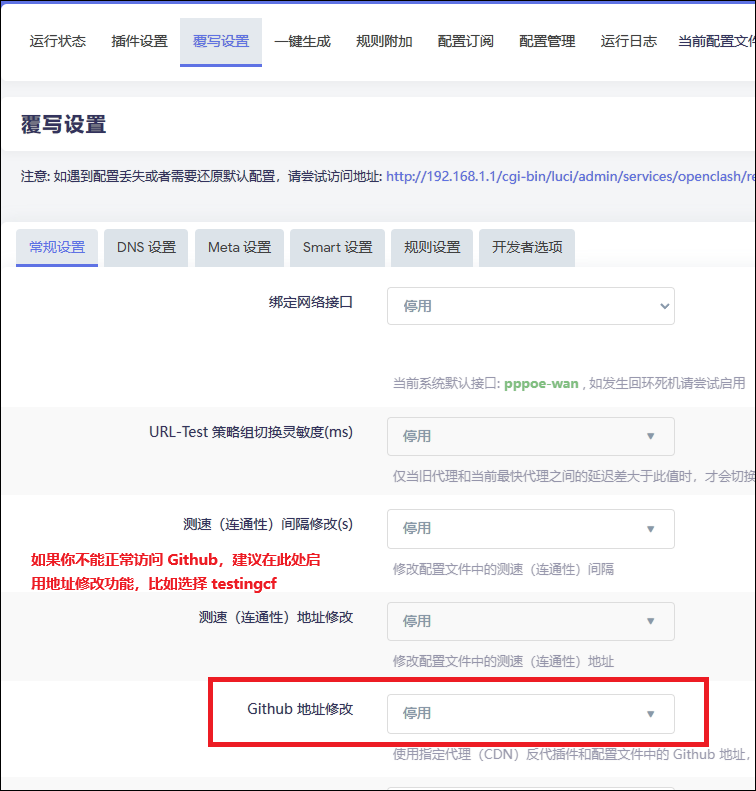 运行状态 插件设置 覆写设置 一键生成 规则附加 配置订阅 配置管理 运行日志 当前配置文件
覆写设置
注意: 如遇到配置丢失或者需要还原默认配置，请尝试访问地址: http://192.168.1.1/cgi-bin/luci/admin/services/openclash/re
常规设置 DNS 设置 Meta 设置 Smart 设置 规则设置 开发者选项
绑定网络接口 停用
当前系统默认接口: pppoe-wan , 如发生回环死机请尝试启用
URL-Test 策略组切换灵敏度(ms) 停用
仅当旧代理和当前最快代理之间的延迟差大于此值时，才会切换
测速（连通性）间隔修改(s) 停用
如果你不能正常访问 Github，建议在此处启
用地址修改功能，比如选择 testingcf
修改配置文件中的测速（连通性）间隔
测速（连通性）地址修改 停用
修改配置文件中的测速（连通性）地址
Github 地址修改 停用
使用指定代理（CDN）反代插件和配置文件中的 Github 地址，